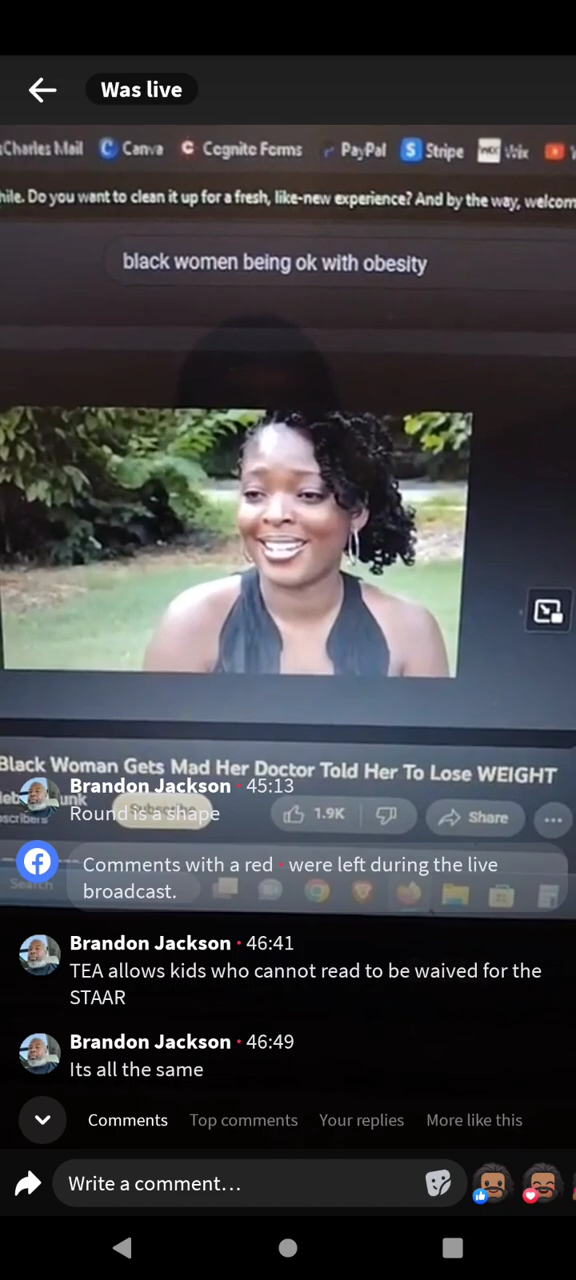 Was live
Charles Mail Canva Cognito Forms PayPal Stripe Wix
hile. Do you want to clean it up for a fresh, like-new experience? And by the way, welcom
black women being ok with obesity
Black Woman Gets Mad Her Doctor Told Her To Lose WEIGHT
Brandon Jackson • 45:13
unk Subscribe 1.9K Share
Round is a shape
scribers
Comments with a red • were left during the live
broadcast.
Search
Brandon Jackson • 46:41
TEA allows kids who cannot read to be waived for the
STAAR
Brandon Jackson • 46:49
Its all the same
Comments Top comments Your replies More like this
Write a comment…